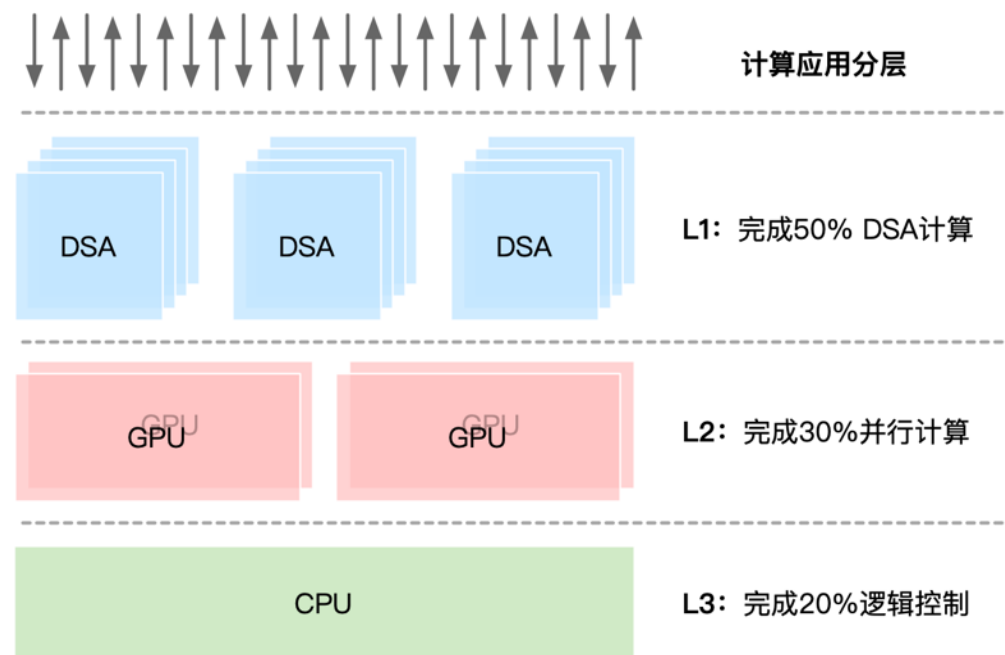 计算应用分层
DSA
DSA
DSA
L1：完成50% DSA计算
GPU
GPU
GPU
GPU
L2：完成30%并行计算
CPU
L3：完成20%逻辑控制